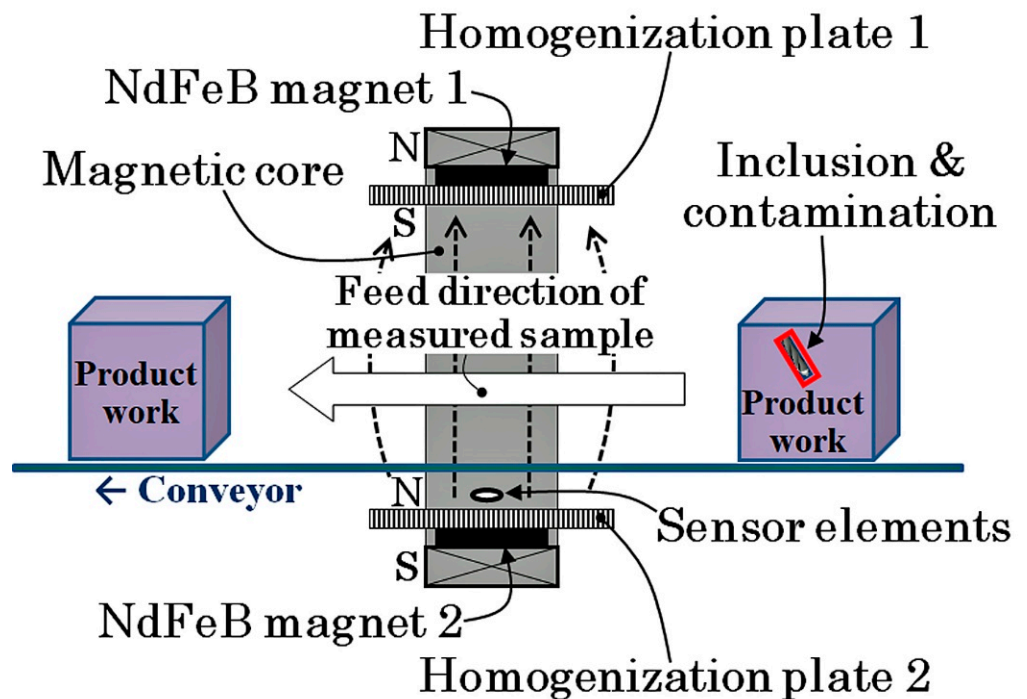 Homogenization plate 1
NdFeB magnet 1
N
Magnetic core
S
Inclusion &
contamination
Feed direction of
measured sample
Product
work
Product
work
← Conveyor
N
Sensor elements
S
NdFeB magnet 2
Homogenization plate 2